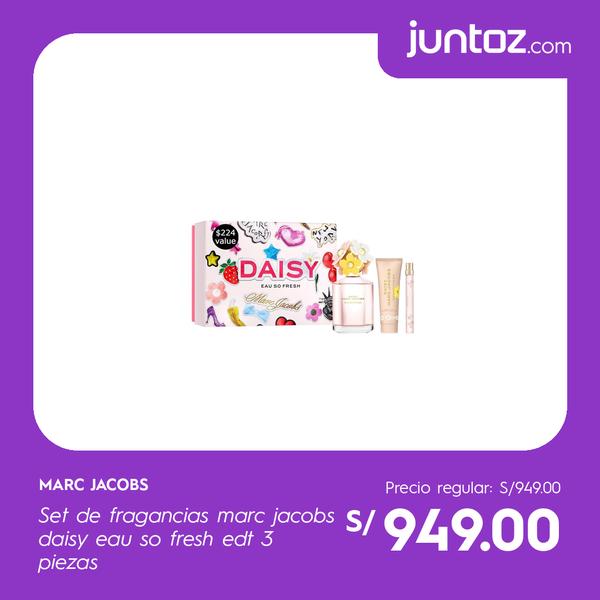 juntoz.com
$224
value
DAISY
EAU SO FRESH
Marc Jacobs
MARC JACOBS
Set de fragancias marc jacobs
daisy eau so fresh edt 3
piezas
Precio regular: S/949.00
S/ 949.00